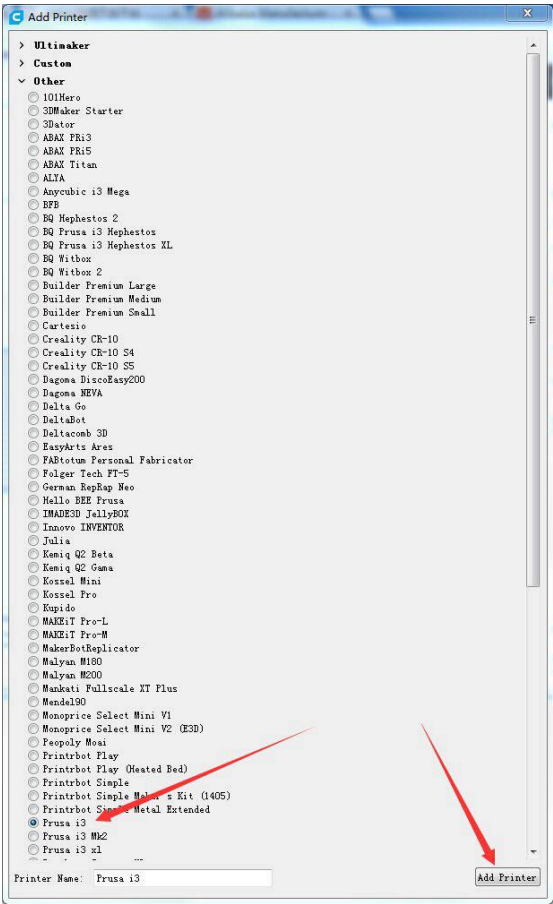 Add Printer
Ultimaker
Custom
Other
101Hero
3DMaker Starter
3Dator
ABAX PRi3
ABAX PRi5
ABAX Titan
ALYA
Anycubic i3 Mega
BFB
BQ Hephestos 2
BQ Prusa i3 Hephestos
BQ Prusa i3 Hephestos XL
BQ Witbox
BQ Witbox 2
Builder Premium Large
Builder Premium Medium
Builder Premium Small
Cartesio
Creality CR-10
Creality CR-10 S4
Creality CR-10 S5
Dagoma DiscoEasy200
Dagoma NEVA
Delta Go
DeltaBot
Deltacomb 3D
EasyArts Ares
FABtotum Personal Fabricator
Folger Tech FT-5
German RepRap Neo
Hello BEE Prusa
IMADE3D JellyBOX
Innovo INVENTOR
Julia
Kemiq Q2 Beta
Kemiq Q2 Gama
Kossel Mini
Kossel Pro
Kupido
MAKEiT Pro-L
MAKEiT Pro-M
MakerBotReplicator
Malyan M180
Malyan M200
Mankati Fullscale XT Plus
Mendel90
Monoprice Select Mini V1
Monoprice Select Mini V2 (E3D)
Peopoly Moai
Printrbot Play
Printrbot Play (Heated Bed)
Printrbot Simple
Printrbot Simple Maker's Kit (1405)
Printrbot Simple Metal Extended
Prusa i3
Prusa i3 Mk2
Prusa i3 xl
Printer Name: Prusa i3 Add Printer